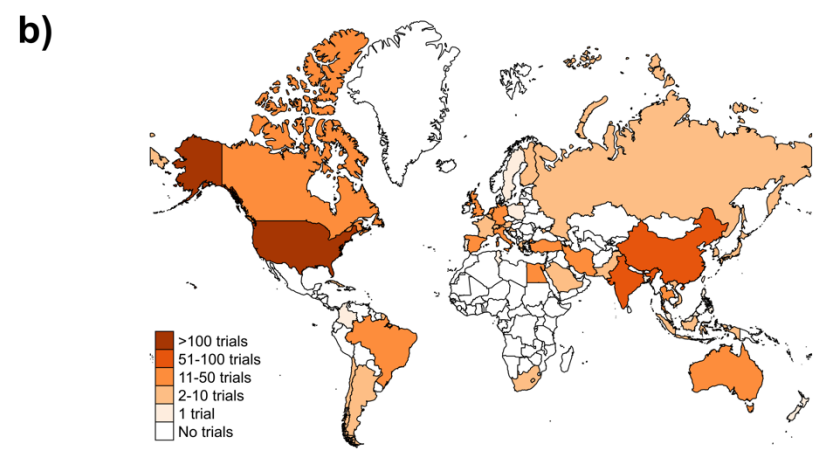 b)
>100 trials
51-100 trials
11-50 trials
2-10 trials
1 trial
No trials